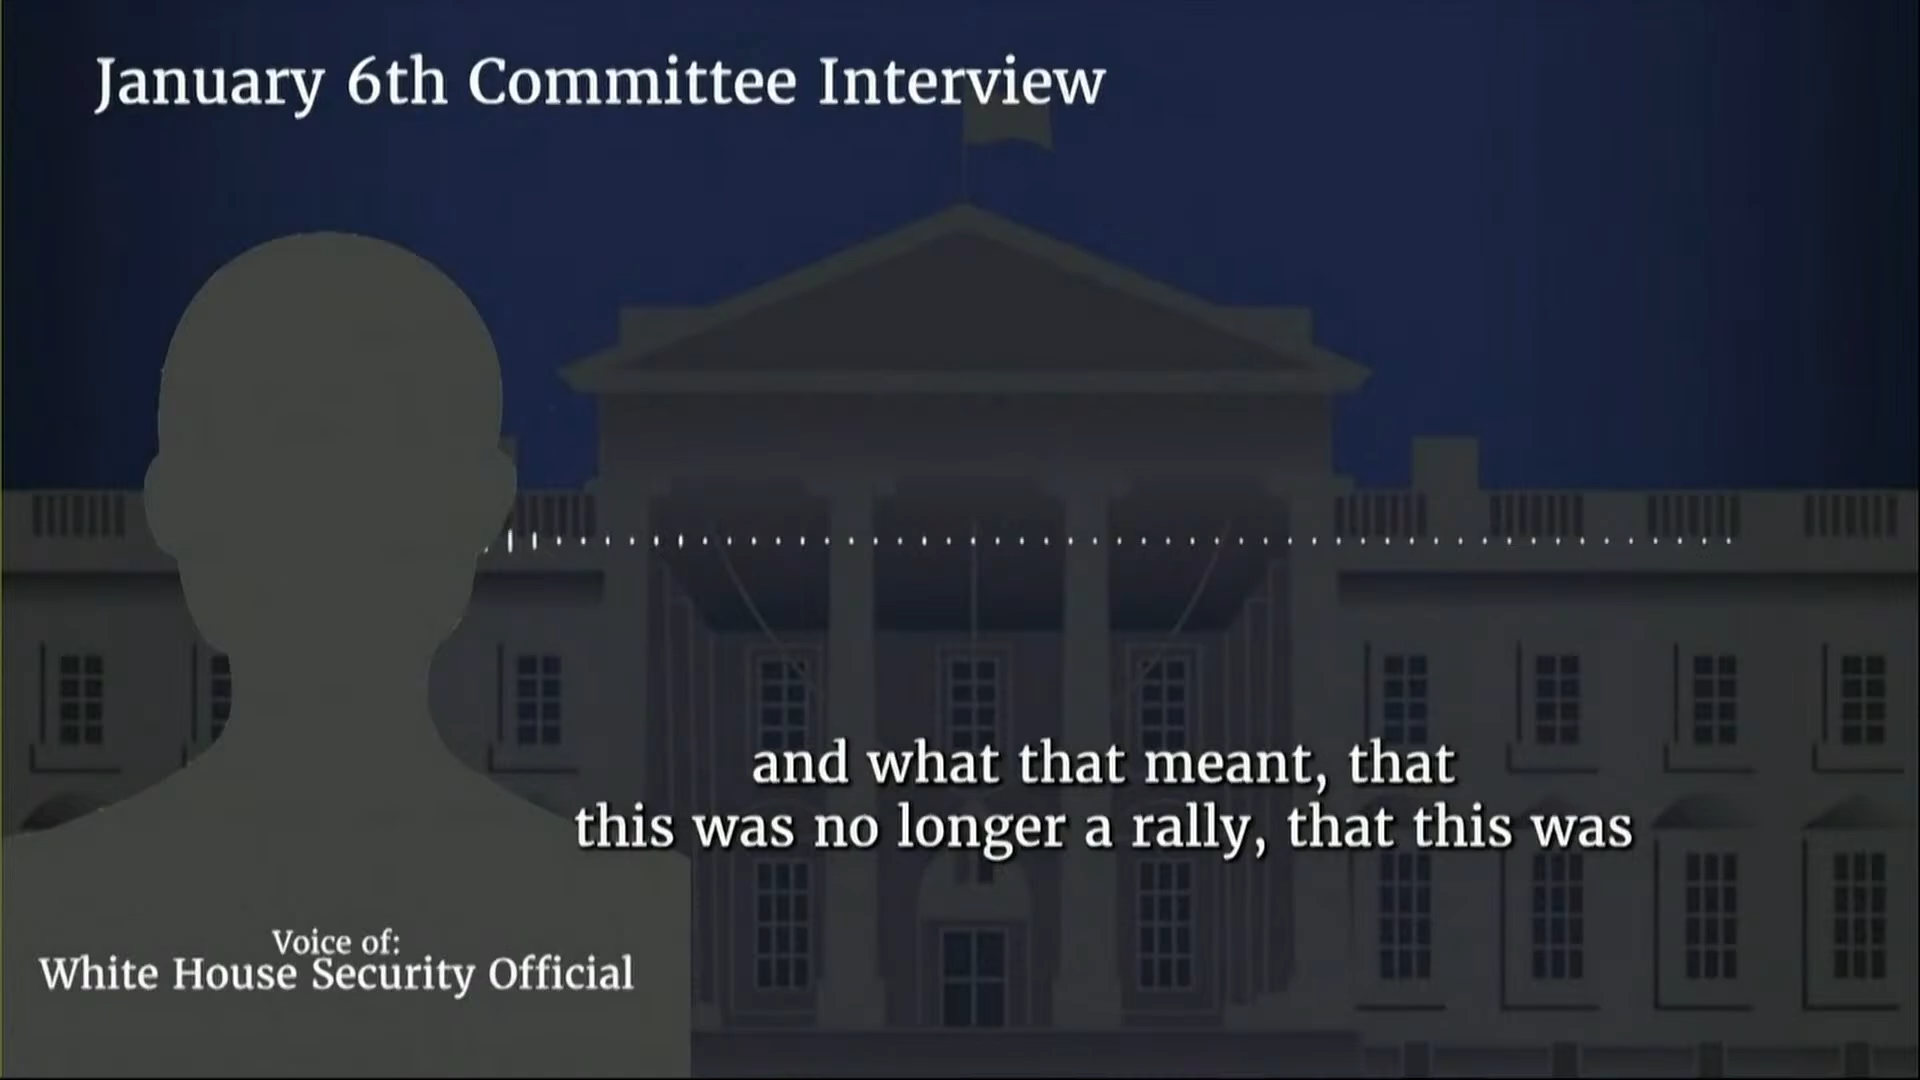 January 6th Committee Interview
and what that meant, that
this was no longer a rally, that this was
Voice of:
White House Security Official